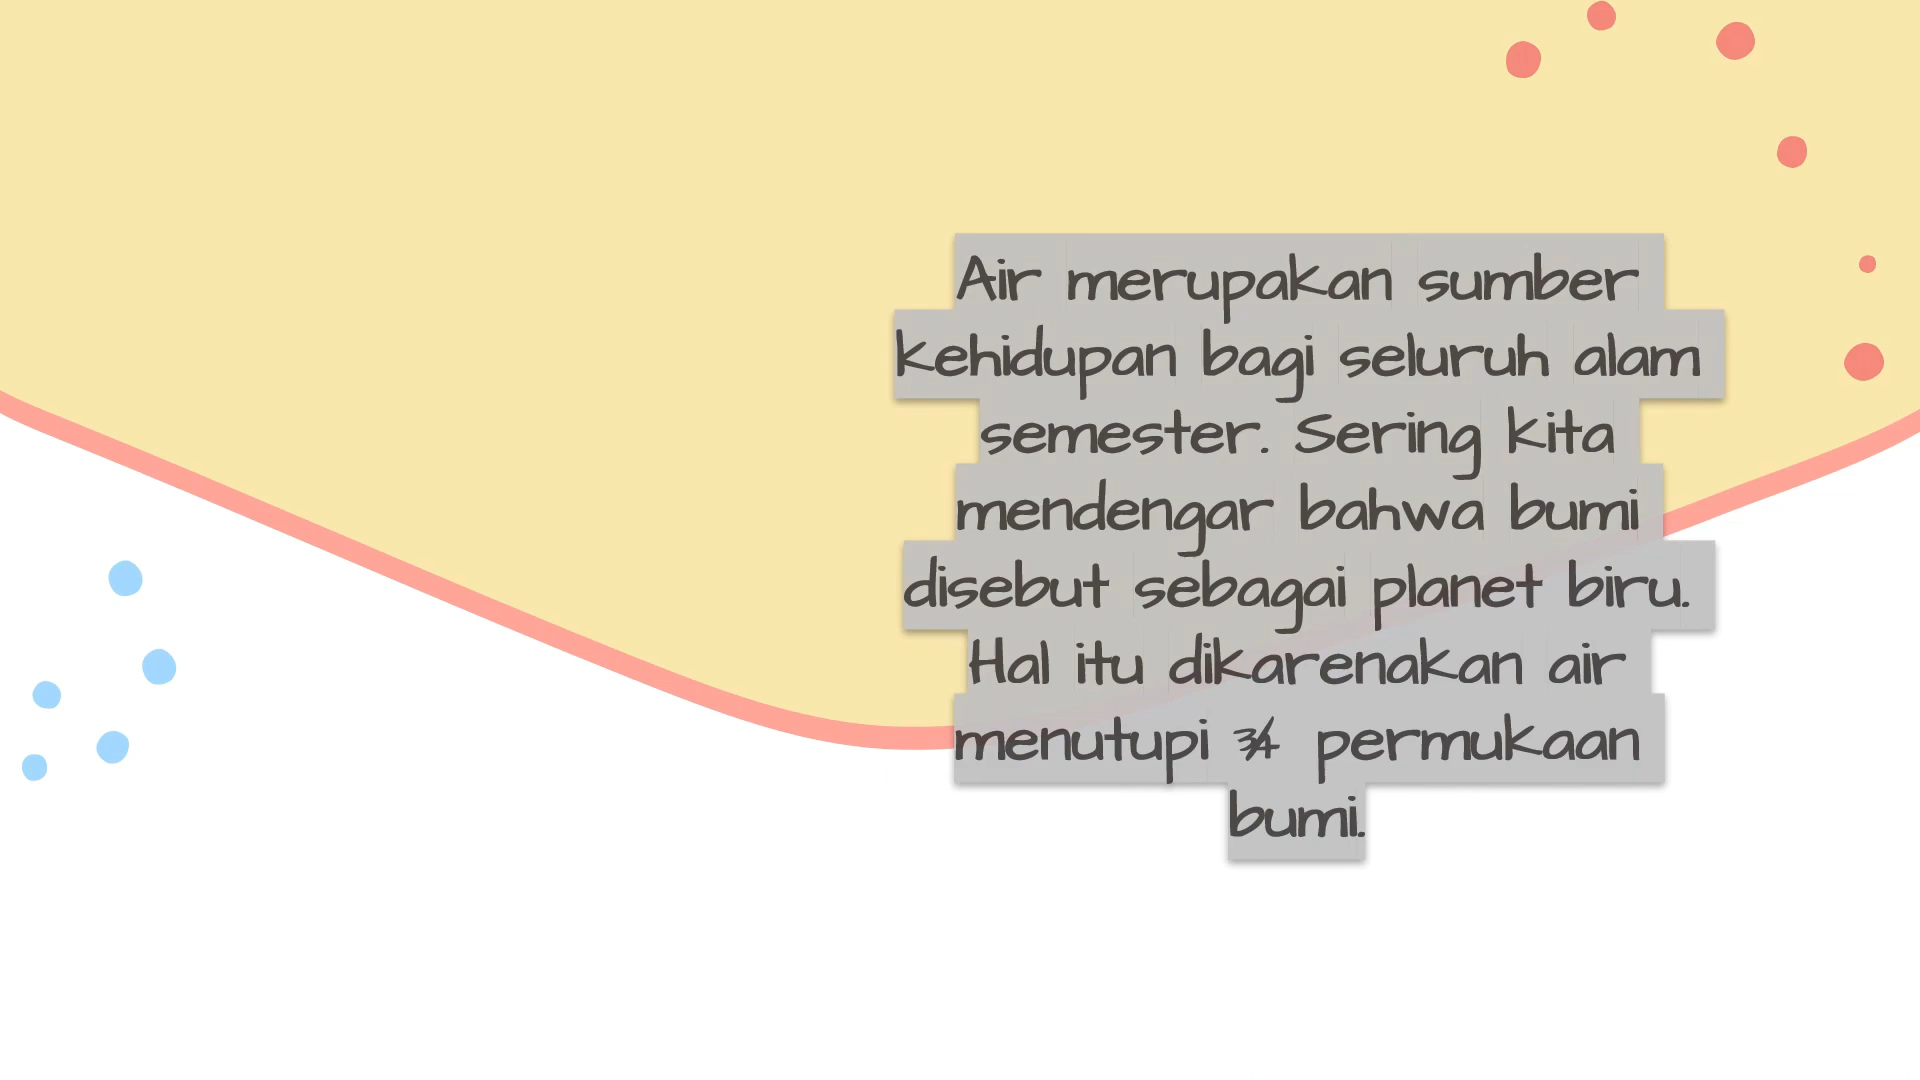 Air merupakan sumber
kehidupan bagi seluruh alam
semester. Sering kita
mendengar bahwa bumi
disebut sebagai planet biru.
Hal itu dikarenakan air
menutupi ¾ permukaan
bumi.